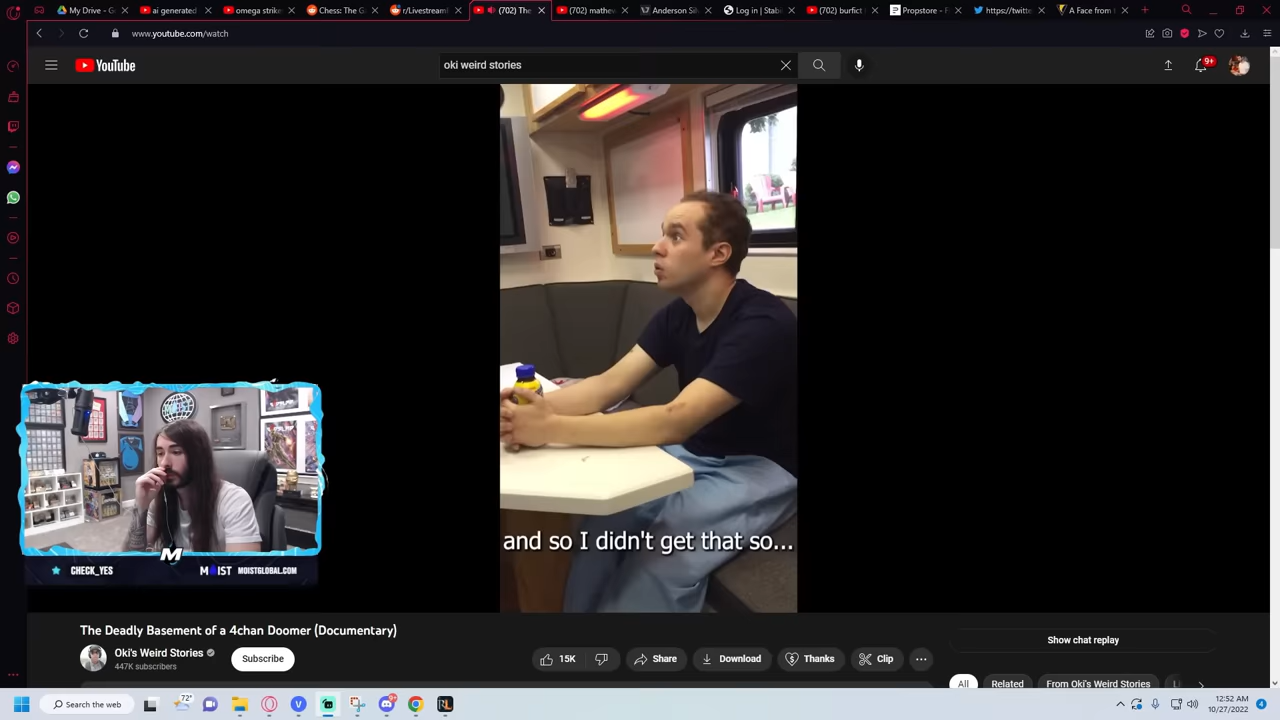 My Drive - Go
ai generated
omega strike
Chess: The G
r/Livestream
(702) The
(702) mathew
Anderson Sil
Log in | Stab
(702) burfict
Propstore - F
https://twitte
A Face from
www.youtube.com/watch
YouTube
oki weird stories
9+
and so I didn't get that so...
M
CHECK_YES
MOIST
MOISTGLOBAL.COM
The Deadly Basement of a 4chan Doomer (Documentary)
Oki's Weird Stories
447K subscribers
Subscribe
15K
Share
Download
Thanks
Clip
Show chat replay
All
Related
From Oki's Weird Stories
Search the web
72°
12:52 AM
10/27/2022
4